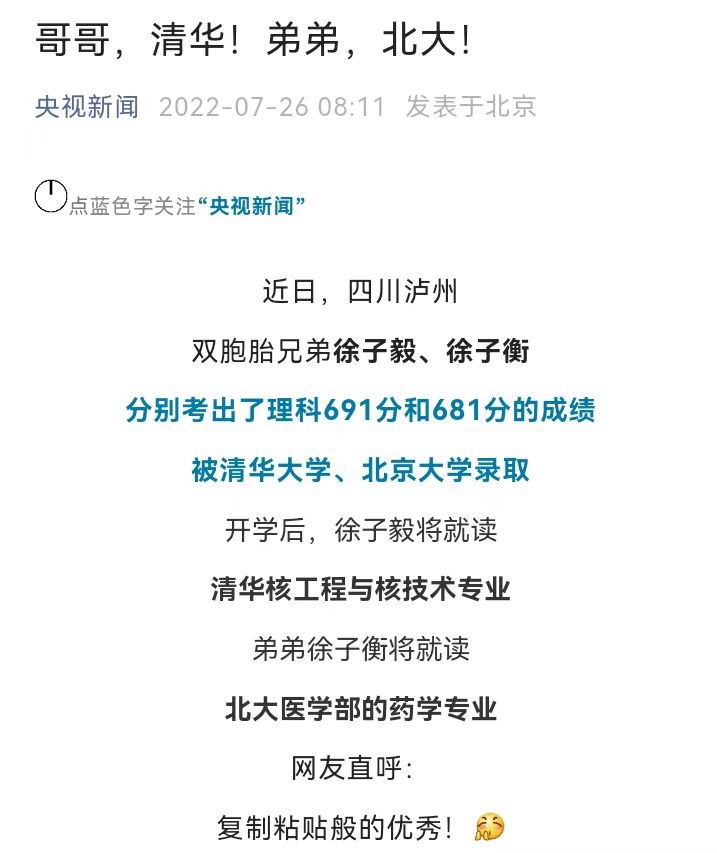 哥哥，清华！弟弟，北大！
央视新闻 2022-07-26 08:11 发表于北京
点蓝色字关注“央视新闻”
近日，四川泸州
双胞胎兄弟徐子毅、徐子衡
分别考出了理科691分和681分的成绩
被清华大学、北京大学录取
开学后，徐子毅将就读
清华核工程与核技术专业
弟弟徐子衡将就读
北大医学部的药学专业
网友直呼：
复制粘贴般的优秀！